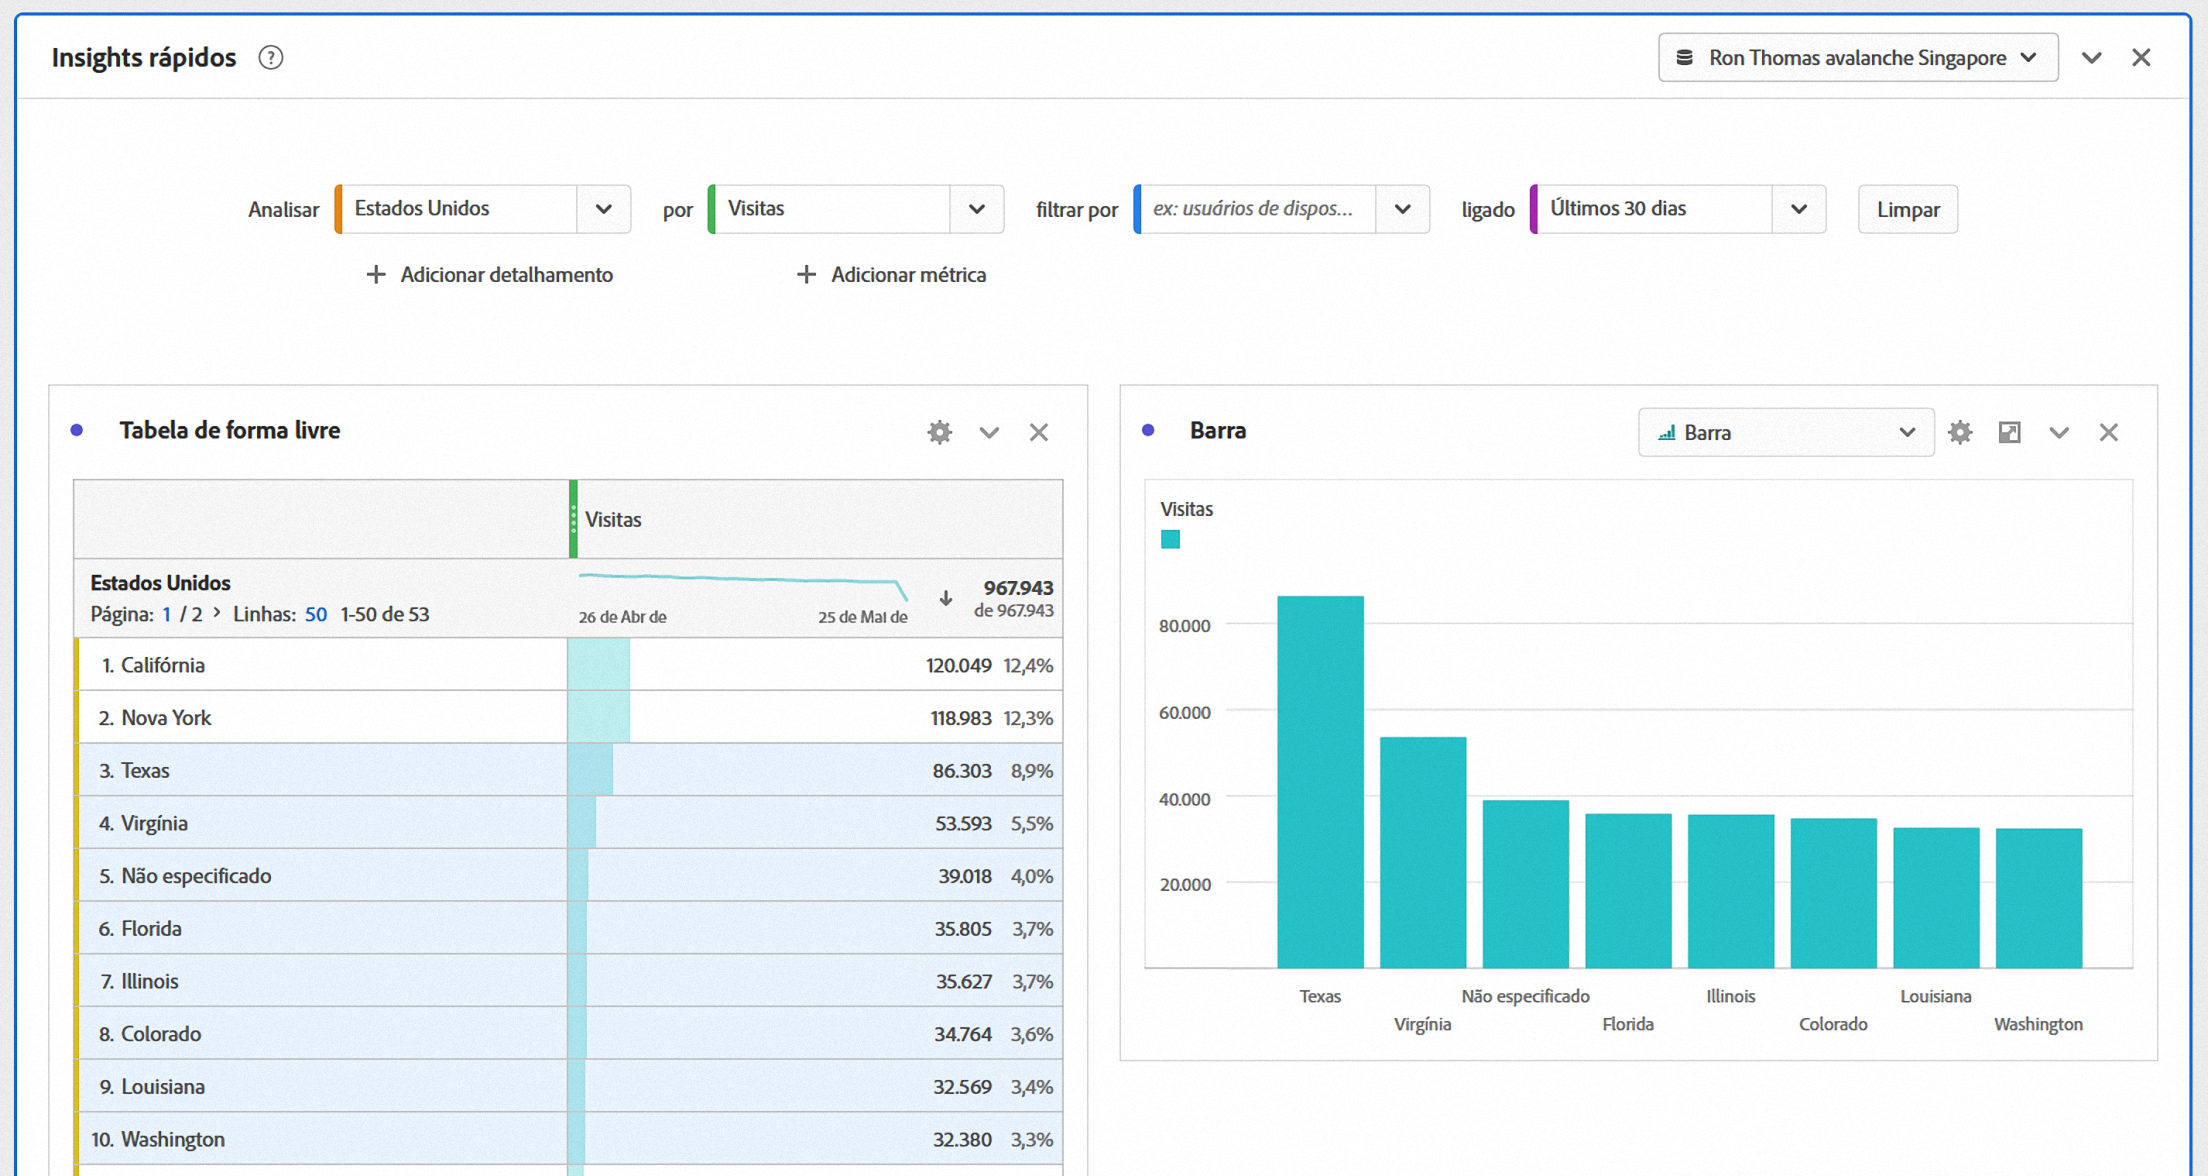 Insights rápidos ?
Ron Thomas avalanche Singapore
Analisar Estados Unidos por Visitas filtrar por ex: usuários de dispos... ligado Últimos 30 dias Limpar
+ Adicionar detalhamento + Adicionar métrica
Tabela de forma livre
Visitas
Estados Unidos
Página: 1 / 2 > Linhas: 50 1-50 de 53
26 de Abr de 25 de Mai de
967.943
de 967.943
1. Califórnia 120.049 12,4%
2. Nova York 118.983 12,3%
3. Texas 86.303 8,9%
4. Virgínia 53.593 5,5%
5. Não especificado 39.018 4,0%
6. Florida 35.805 3,7%
7. Illinois 35.627 3,7%
8. Colorado 34.764 3,6%
9. Louisiana 32.569 3,4%
10. Washington 32.380 3,3%
Barra
Barra
Visitas
80.000
60.000
40.000
20.000
Texas Não especificado Illinois Louisiana
Virgínia Florida Colorado Washington